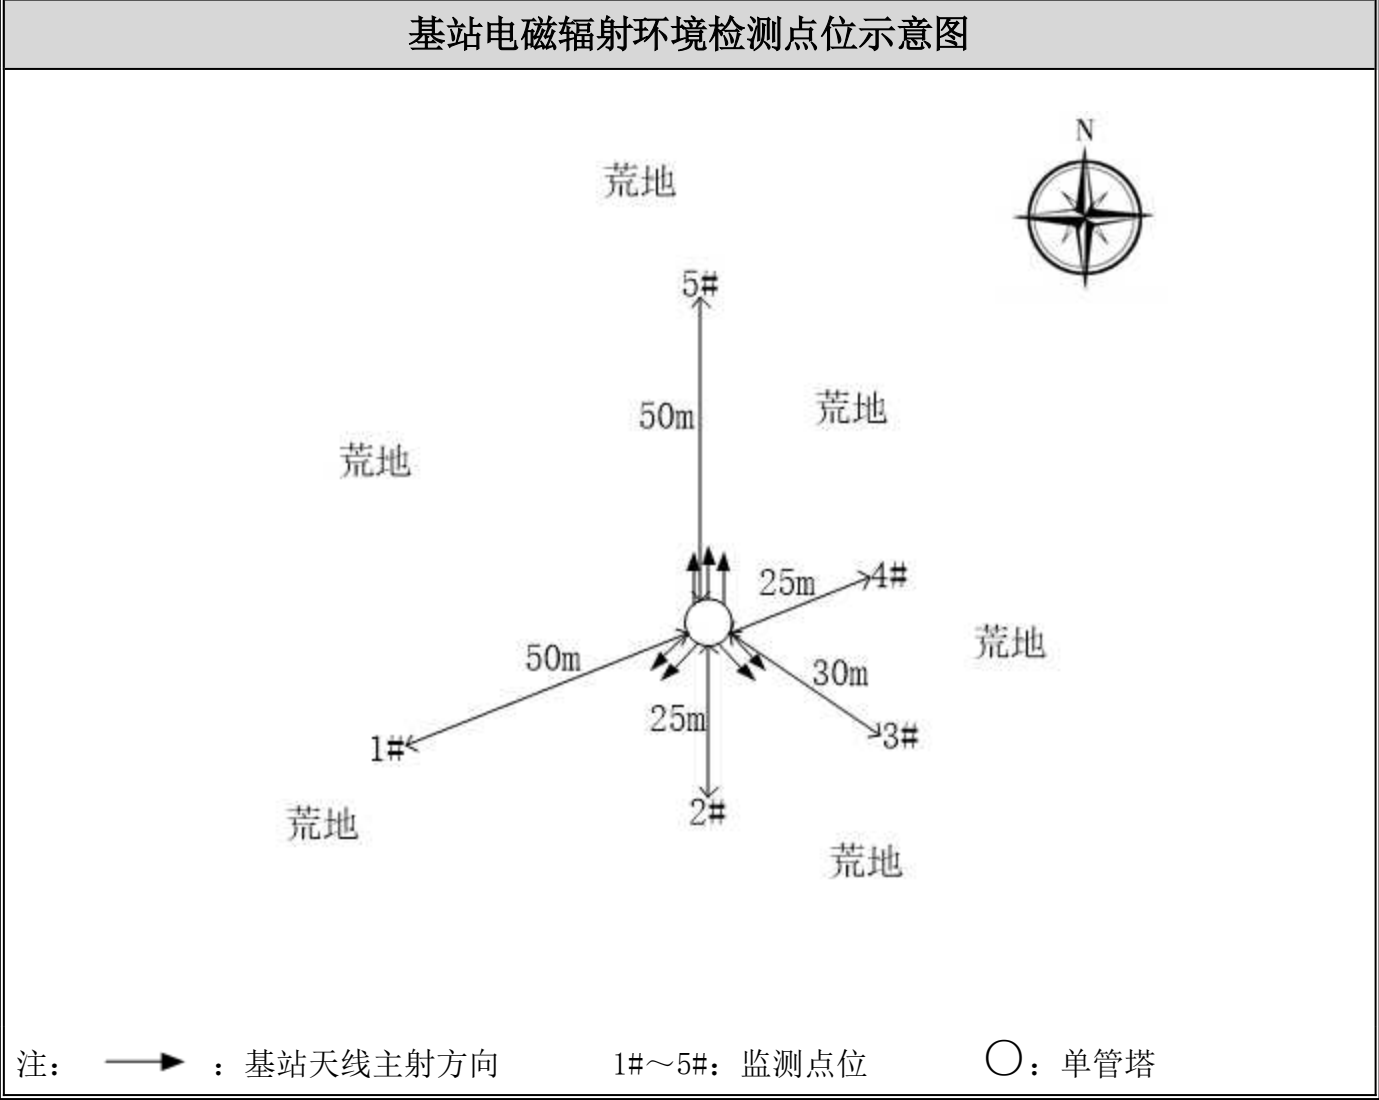 基站电磁辐射环境检测点位示意图
N
荒地
5#
50m
荒地
荒地
25m
4#
荒地
50m
30m
25m
3#
1#
2#
荒地
荒地
注： ：基站天线主射方向 1#～5#：监测点位 ：单管塔